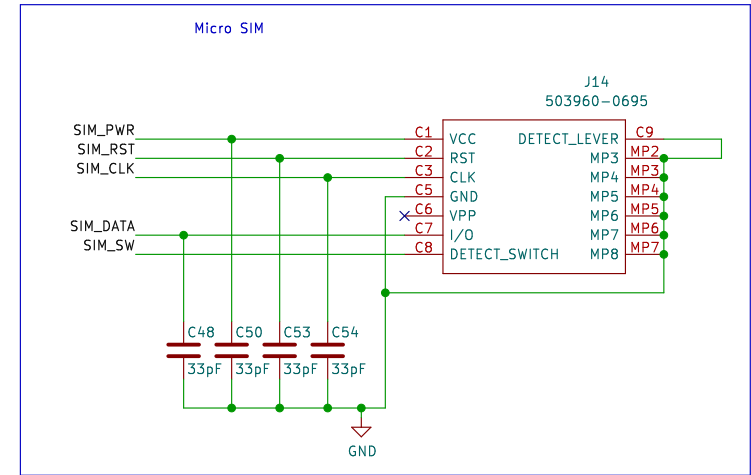 Micro SIM
J14
503960-0695
SIM_PWR C1 VCC DETECT_LEVER C9
SIM_RST C2 RST MP3 MP2
SIM_CLK C3 CLK MP4 MP3
C5 GND MP5 MP4
C6 VPP MP6 MP5
SIM_DATA C7 I/O MP7 MP6
SIM_SW C8 DETECT_SWITCH MP8 MP7
C48 C50 C53 C54
33pF 33pF 33pF 33pF
GND